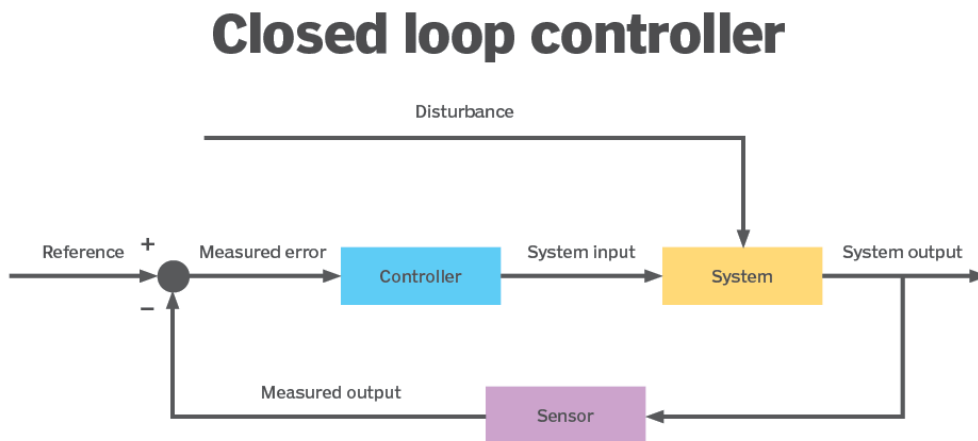 Closed loop controller
Disturbance
Reference
+
Measured error
Controller
System input
System
System output
−
Measured output
Sensor